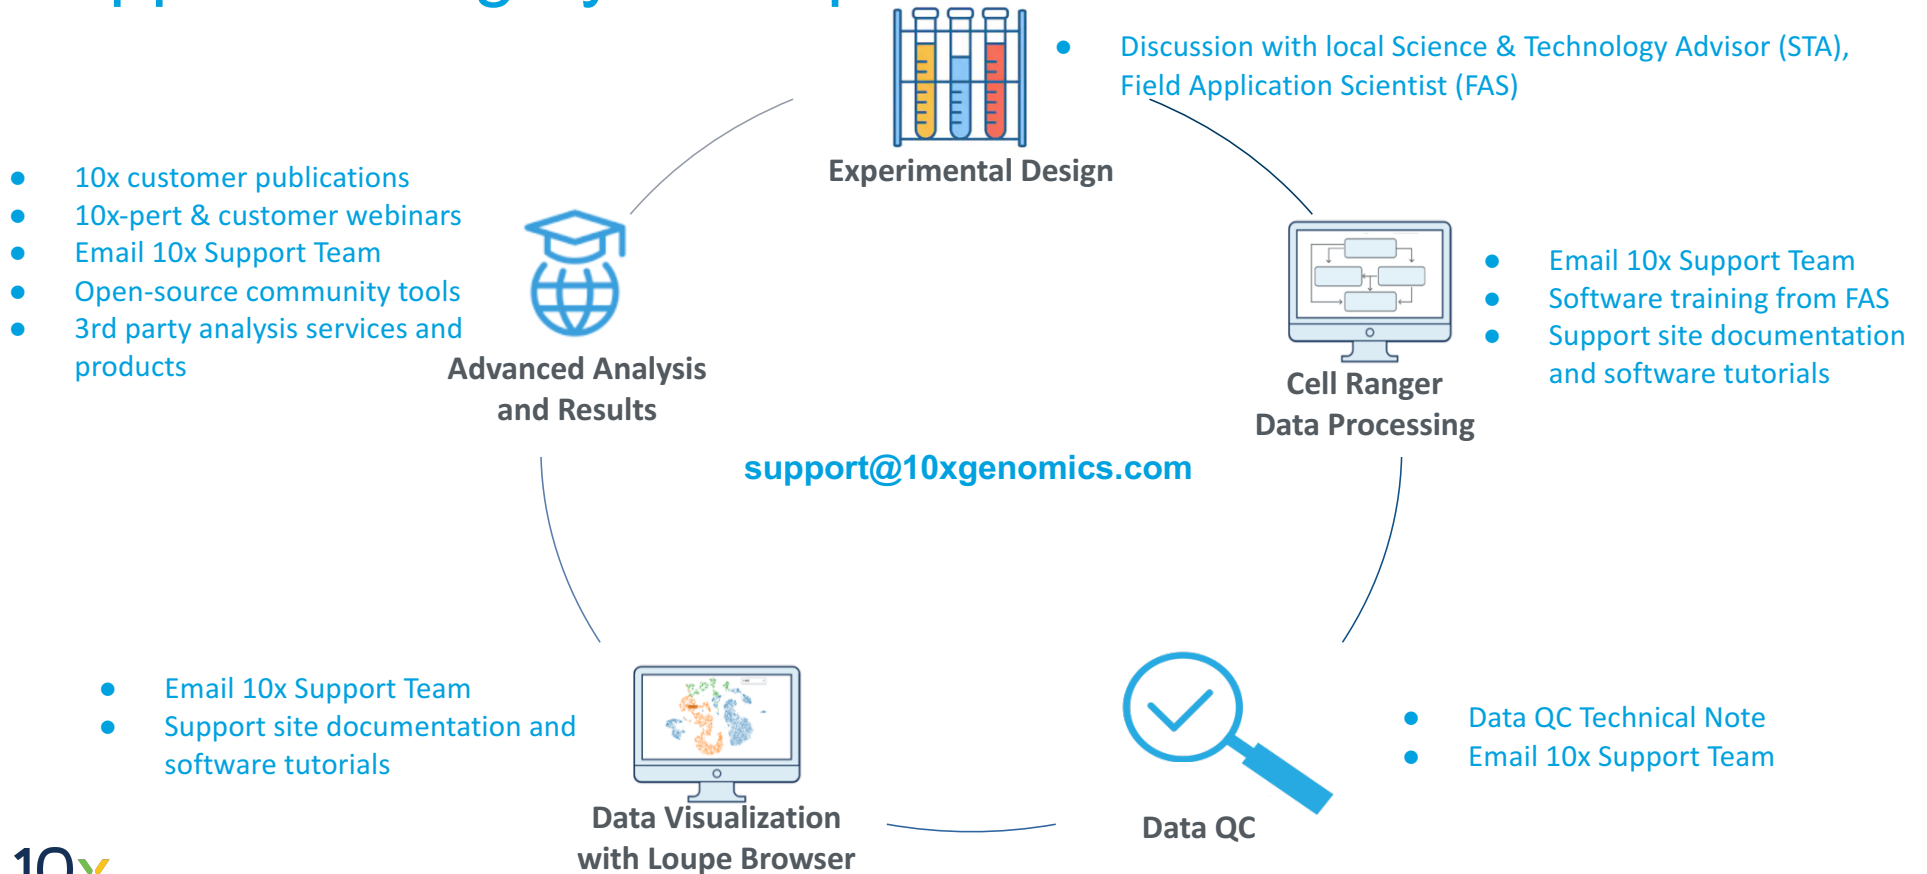 ● Discussion with local Science & Technology Advisor (STA),
Field Application Scientist (FAS)
Experimental Design
● 10x customer publications
● 10x-pert & customer webinars
● Email 10x Support Team
● Open-source community tools
● 3rd party analysis services and
products
Advanced Analysis
and Results
● Email 10x Support Team
● Software training from FAS
● Support site documentation
and software tutorials
Cell Ranger
Data Processing
support@10xgenomics.com
● Email 10x Support Team
● Support site documentation and
software tutorials
Data Visualization
with Loupe Browser
● Data QC Technical Note
● Email 10x Support Team
Data QC
10x